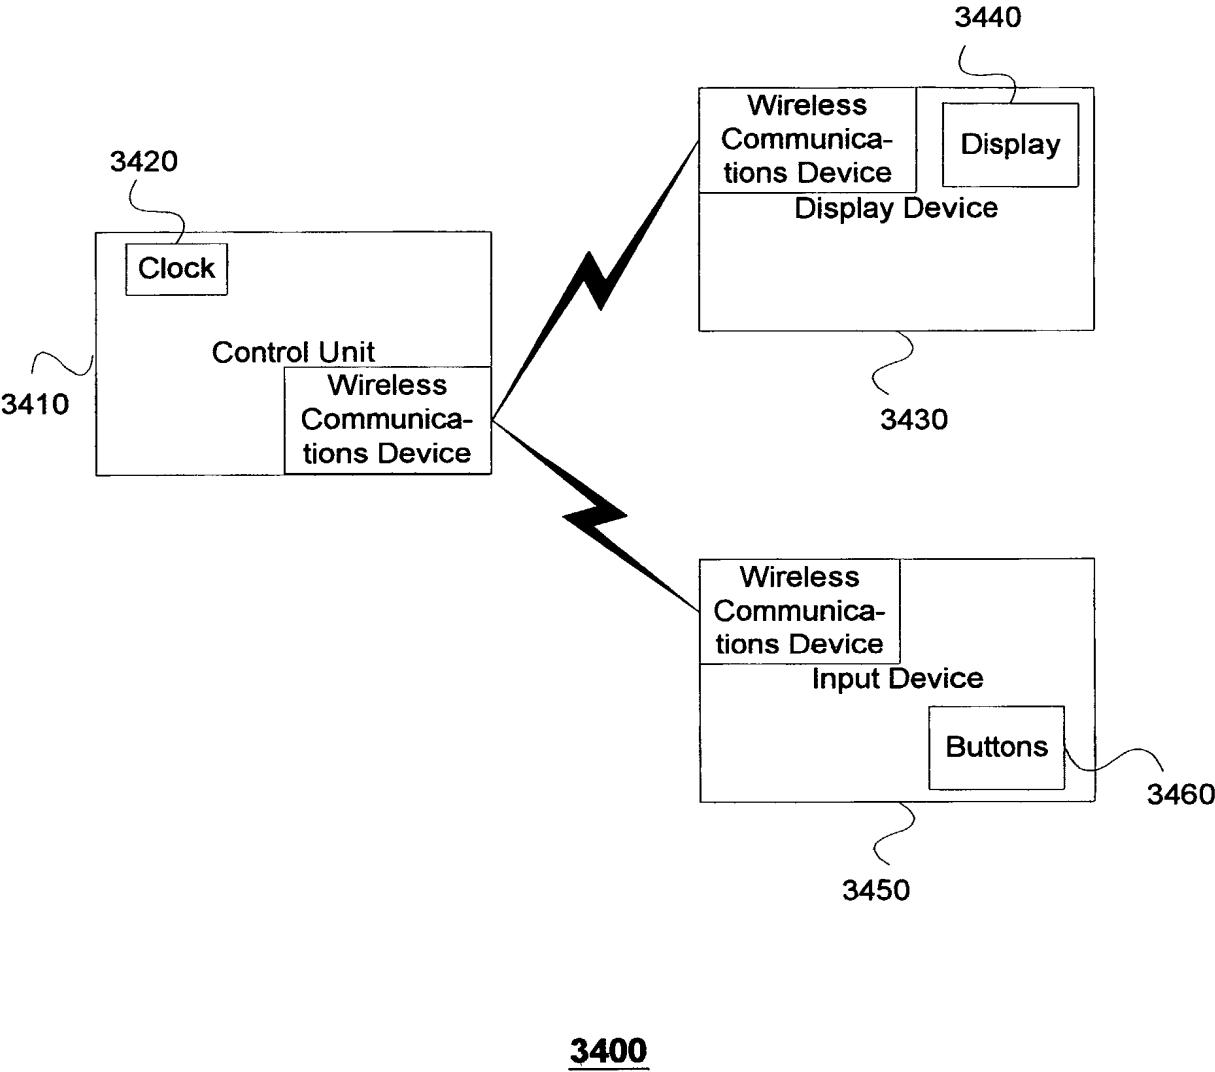 3440
Wireless
Communica-
tions Device
Display
Display Device
3430
3420
Clock
Control Unit
Wireless
Communica-
tions Device
3410
Wireless
Communica-
tions Device
Input Device
Buttons
3460
3450
3400